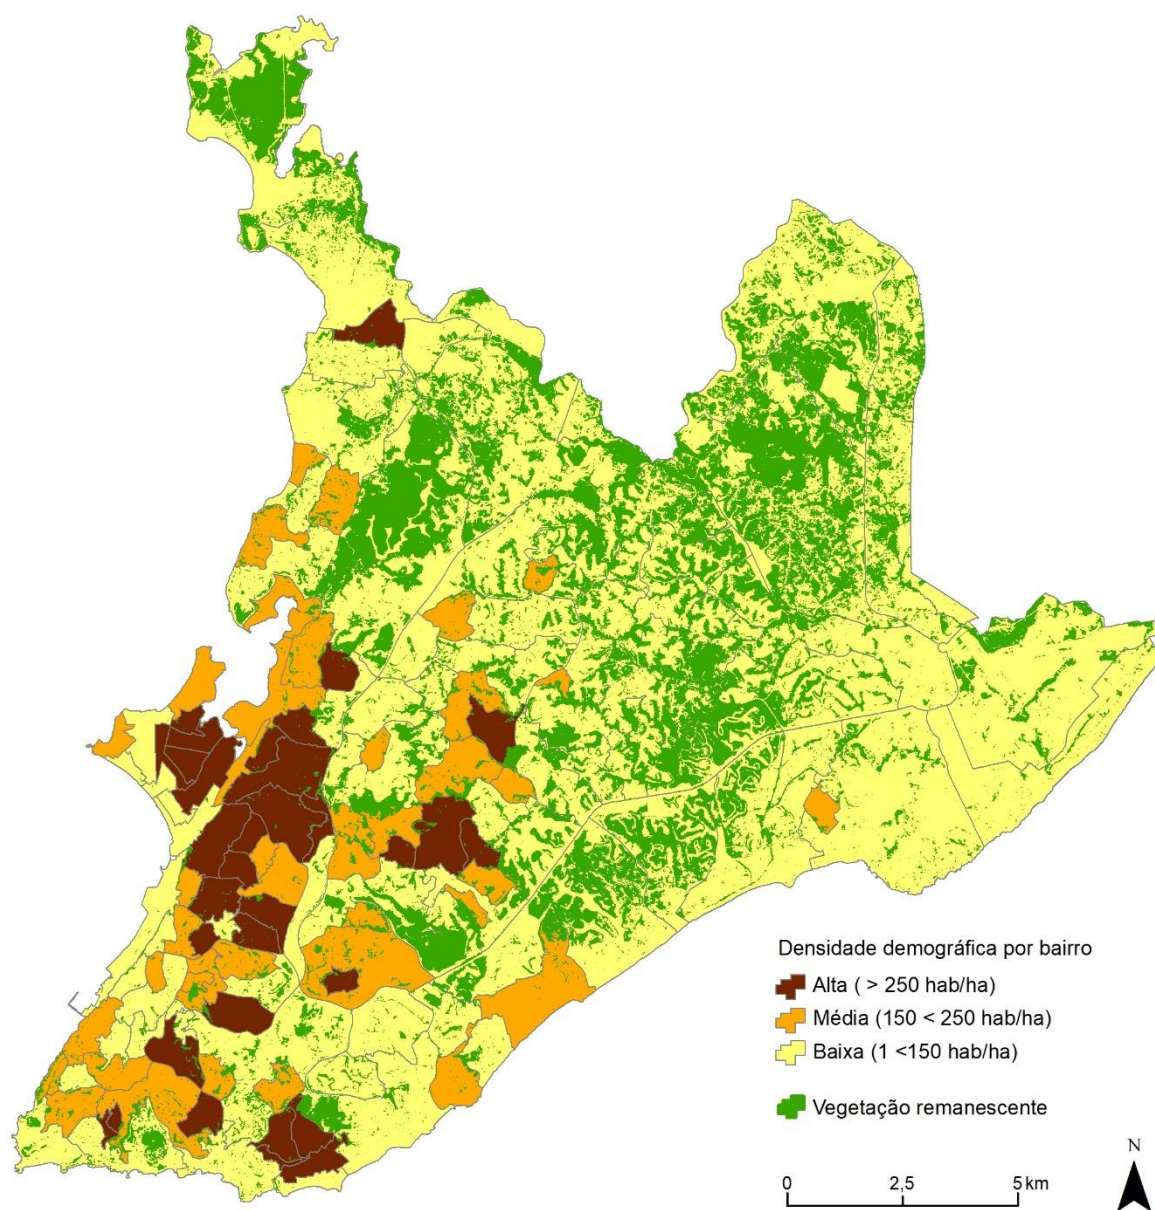 Densidade demográfica por bairro
Alta ( > 250 hab/ha)
Média (150 < 250 hab/ha)
Baixa (1 <150 hab/ha)
Vegetação remanescente
N
0 2,5 5 km